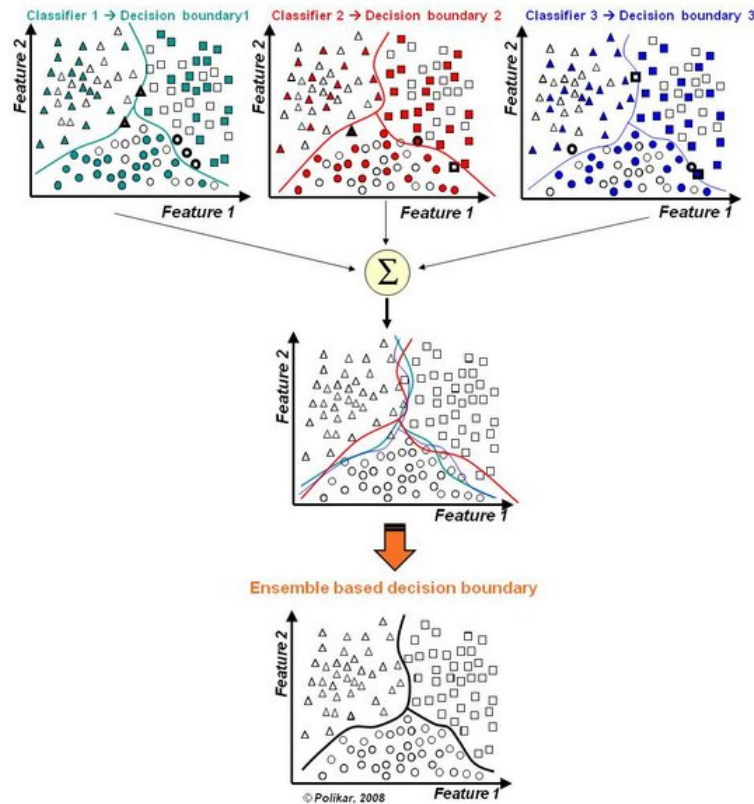 Classifier 1 → Decision boundary1
Classifier 2 → Decision boundary 2
Classifier 3 → Decision boundary 3
Feature 2
Feature 1
Feature 2
Feature 1
Feature 2
Feature 1
Σ
Feature 2
Feature 1
Ensemble based decision boundary
Feature 2
Feature 1
© Polikar, 2008